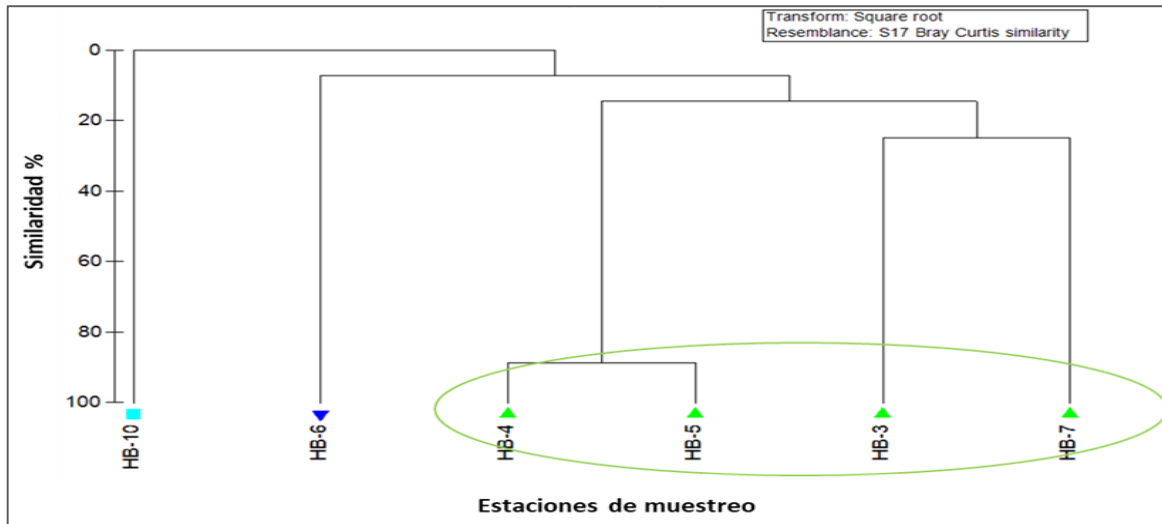 Transform: Square root
Resemblance: S17 Bray Curtis similarity
0
20
40
60
80
100
Similaridad %
HB-10
HB-6
HB-4
HB-5
HB-3
HB-7
Estaciones de muestreo